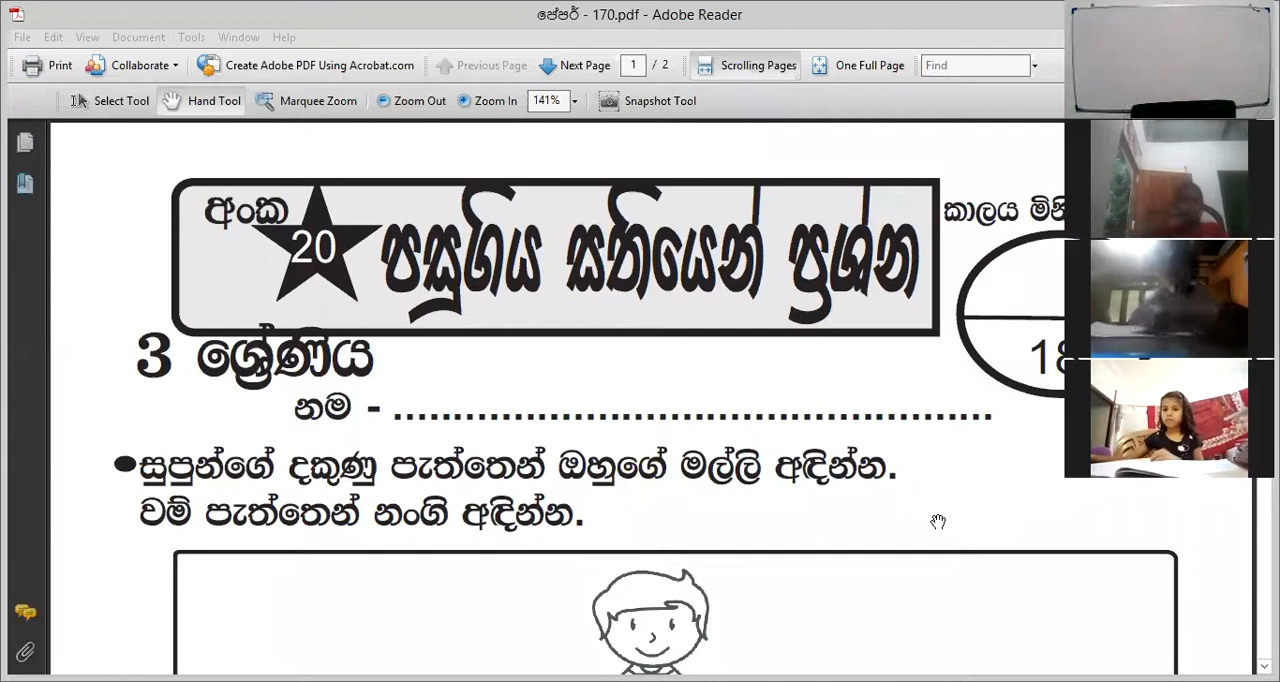 පේපර් - 170.pdf - Adobe Reader
File Edit View Document Tools Window Help
Print Collaborate Create Adobe PDF Using Acrobat.com Previous Page Next Page 1 / 2 Scrolling Pages One Full Page Find
Select Tool Hand Tool Marquee Zoom Zoom Out Zoom In 141% Snapshot Tool
අංක 20 පසුගිය සතියෙන් ප්‍රශ්න කාලය
18
3 ශ්‍රේණිය
නම - ..................................................
●සුපුන්ගේ දකුණු පැත්තෙන් ඔහුගේ මල්ලි අඳින්න.
වම් පැත්තෙන් නංගි අඳින්න.